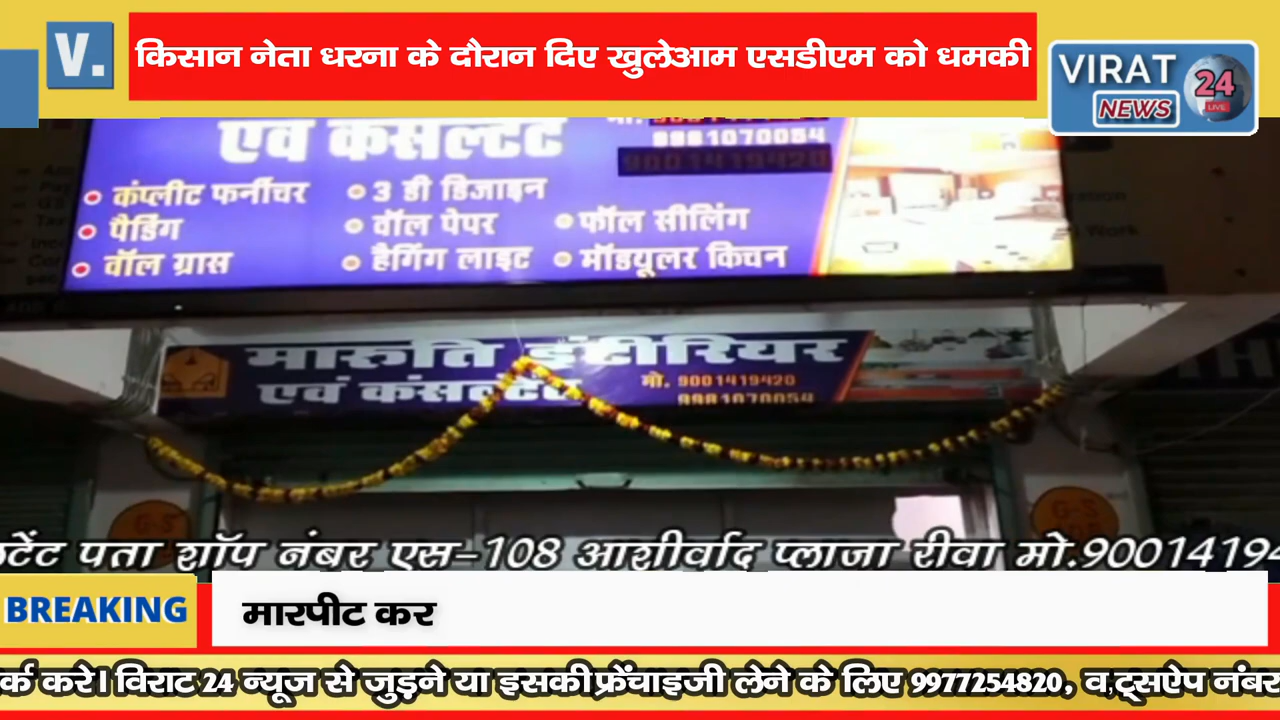 V.
किसान नेता धरना के दौरान दिए खुलेआम एसडीएम को धमकी
VIRAT
24
LIVE
NEWS
एवं कंसल्टेंट
9981070054
9001419420
कंप्लीट फर्नीचर
3 डी डिजाइन
पैडिंग
वॉल पेपर
फॉल सीलिंग
वॉल ग्रास
हैगिंग लाइट
मॉडयूलर किचन
मारुति इंटीरियर
एवं कंसल्टेंट
मो. 9001419420
9981070054
टेंट पता शॉप नंबर एस-108 आशीर्वाद प्लाजा रीवा मो.90014194
BREAKING
मारपीट कर
र्क करे। विराट 24 न्यूज से जुड़ने या इसकी फ्रेंचाइजी लेने के लिए 9977254820, व्ट्सऐप नंबर